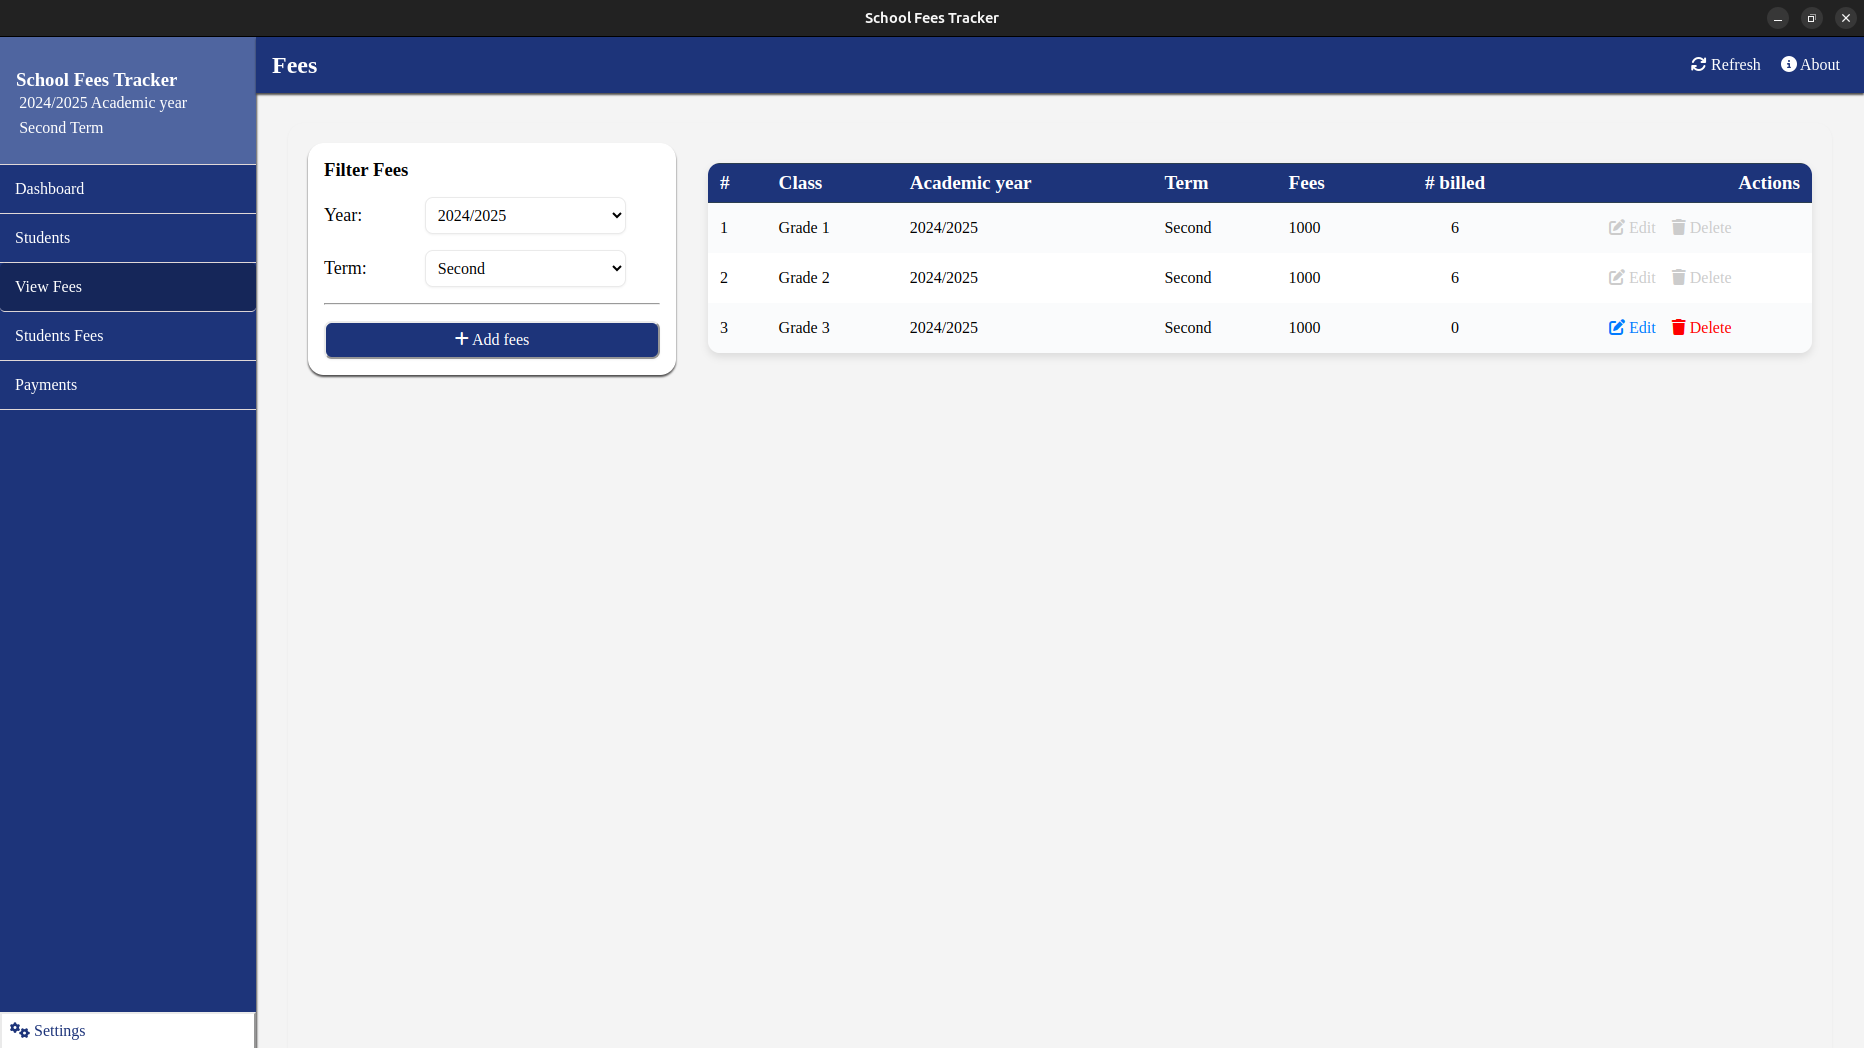 School Fees Tracker
School Fees Tracker
2024/2025 Academic year
Second Term
Dashboard
Students
View Fees
Students Fees
Payments
Settings
Fees
Refresh
About
Filter Fees
Year: 2024/2025
Term: Second
Add fees
# Class Academic year Term Fees # billed Actions
1 Grade 1 2024/2025 Second 1000 6 Edit Delete
2 Grade 2 2024/2025 Second 1000 6 Edit Delete
3 Grade 3 2024/2025 Second 1000 0 Edit Delete